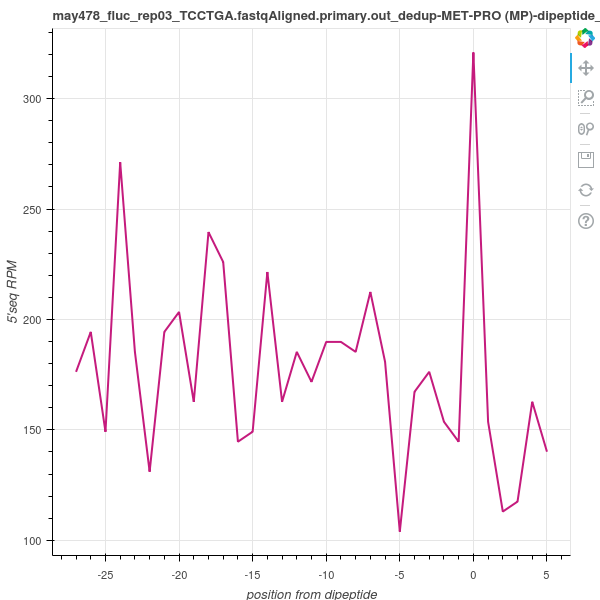 may478_fluc_rep03_TCCTGA.fastqAligned.primary.out_dedup-MET-PRO (MP)-dipeptide_
300
250
200
150
100
5'seq RPM
-25 -20 -15 -10 -5 0 5
position from dipeptide